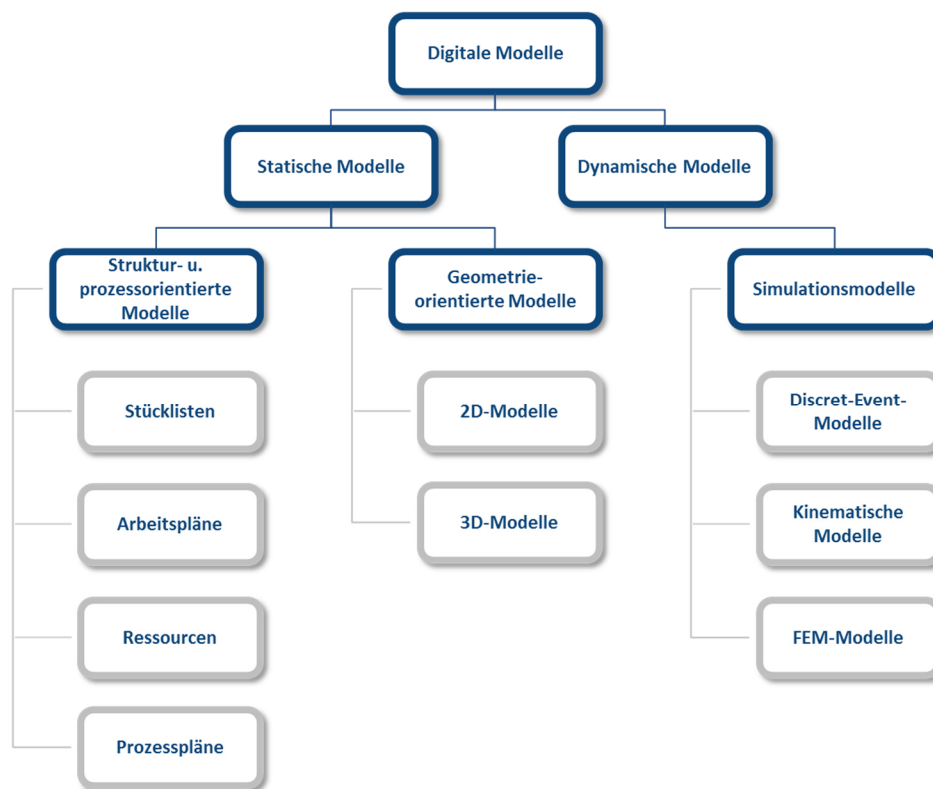 Digitale Modelle
Statische Modelle
Dynamische Modelle
Struktur- u.
prozessorientierte
Modelle
Geometrie-
orientierte Modelle
Simulationsmodelle
Stücklisten
2D-Modelle
Discret-Event-
Modelle
Arbeitspläne
3D-Modelle
Kinematische
Modelle
Ressourcen
FEM-Modelle
Prozesspläne